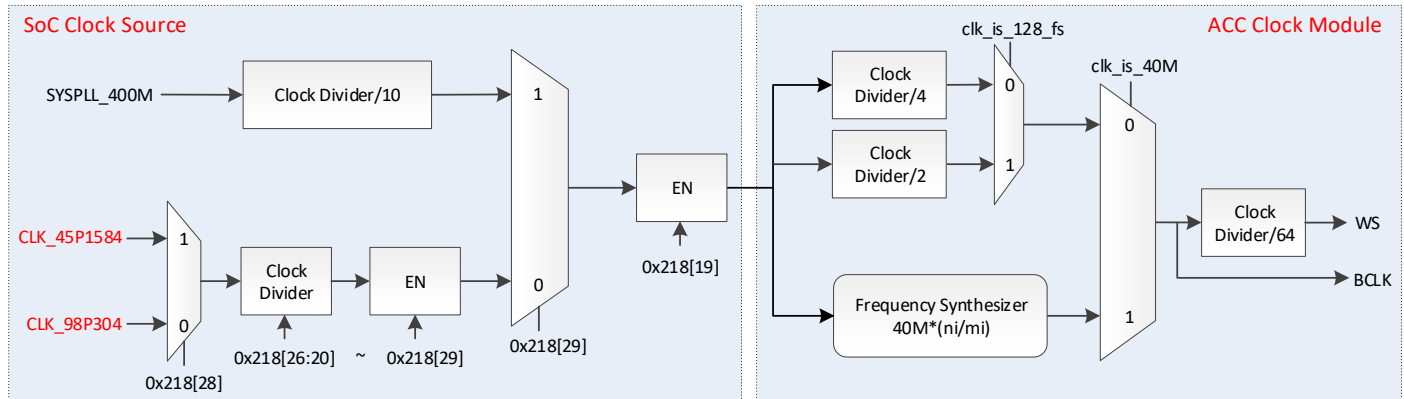 SoC Clock Source
SYSPLL_400M
Clock Divider/10
1
CLK_45P1584
1
CLK_98P304
0
0x218[28]
Clock
Divider
0x218[26:20]
~
EN
0x218[29]
0
0x218[29]
EN
0x218[19]
ACC Clock Module
clk_is_128_fs
clk_is_40M
Clock
Divider/4
0
Clock
Divider/2
1
0
Frequency Synthesizer
40M*(ni/mi)
1
Clock
Divider/64
WS
BCLK